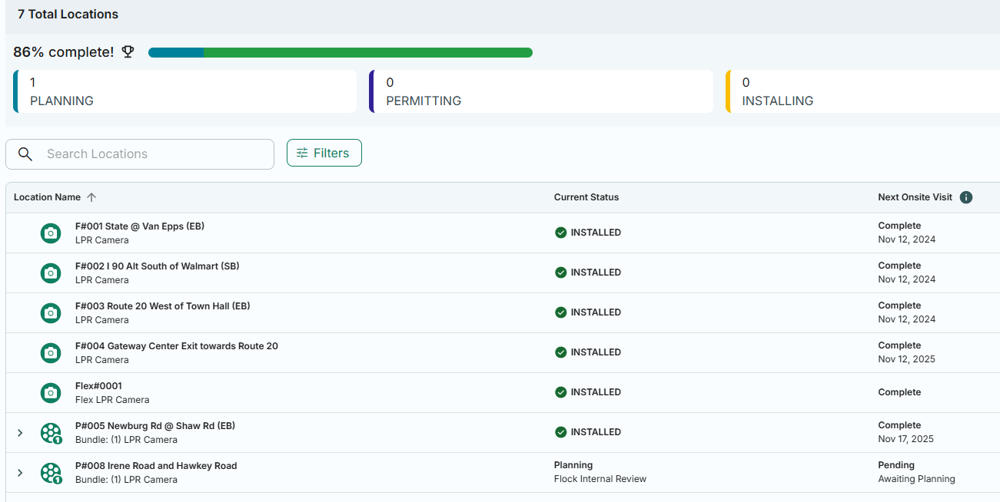 7 Total Locations
86% complete!
1
PLANNING
0
PERMITTING
0
INSTALLING
Search Locations
Filters
Location Name Current Status Next Onsite Visit
F#001 State @ Van Epps (EB)
LPR Camera
INSTALLED
Complete
Nov 12, 2024
F#002 I 90 Alt South of Walmart (SB)
LPR Camera
INSTALLED
Complete
Nov 12, 2024
F#003 Route 20 West of Town Hall (EB)
LPR Camera
INSTALLED
Complete
Nov 12, 2024
F#004 Gateway Center Exit towards Route 20
LPR Camera
INSTALLED
Complete
Nov 12, 2025
Flex#0001
Flex LPR Camera
INSTALLED
Complete
1
P#005 Newburg Rd @ Shaw Rd (EB)
Bundle: (1) LPR Camera
INSTALLED
Complete
Nov 17, 2025
1
P#008 Irene Road and Hawkey Road
Bundle: (1) LPR Camera
Planning
Flock Internal Review
Pending
Awaiting Planning